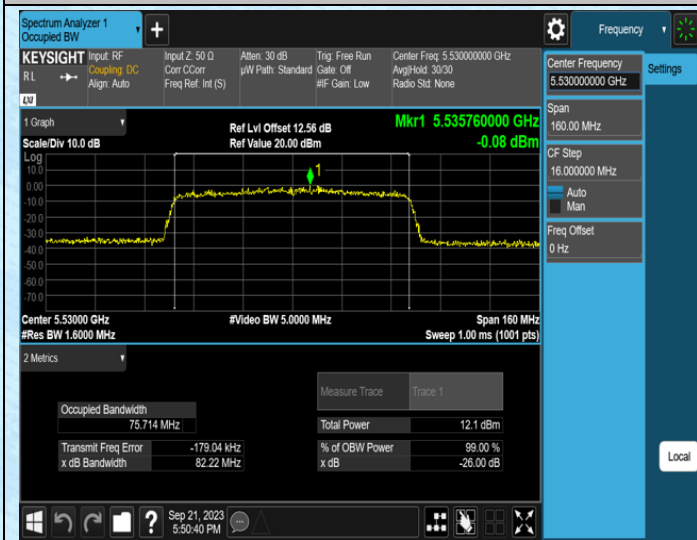 Spectrum Analyzer 1
Occupied BW
Frequency
KEYSIGHT
R L
LXI
Input: RF
Coupling: DC
Align: Auto
Input Z: 50 Ω
Corr CCorr
Freq Ref: Int (S)
Atten: 30 dB
µW Path: Standard
Trig: Free Run
Gate: Off
#IF Gain: Low
Center Freq: 5.530000000 GHz
Avg|Hold: 30/30
Radio Std: None
Center Frequency
5.530000000 GHz
Settings
Span
160.00 MHz
CF Step
16.000000 MHz
Auto
Man
Freq Offset
0 Hz
1 Graph
Scale/Div 10.0 dB
Ref Lvl Offset 12.56 dB
Ref Value 20.00 dBm
Mkr1 5.535760000 GHz
-0.08 dBm
Log
10.0
0.00
-10.0
-20.0
-30.0
-40.0
-50.0
-60.0
-70.0
1
Center 5.53000 GHz
#Res BW 1.6000 MHz
#Video BW 5.0000 MHz
Span 160 MHz
Sweep 1.00 ms (1001 pts)
2 Metrics
Measure Trace
Trace 1
Occupied Bandwidth
75.714 MHz
Total Power
12.1 dBm
Transmit Freq Error
-179.04 kHz
% of OBW Power
99.00 %
x dB Bandwidth
82.22 MHz
x dB
-26.00 dB
Local
?
Sep 21, 2023
5:50:40 PM